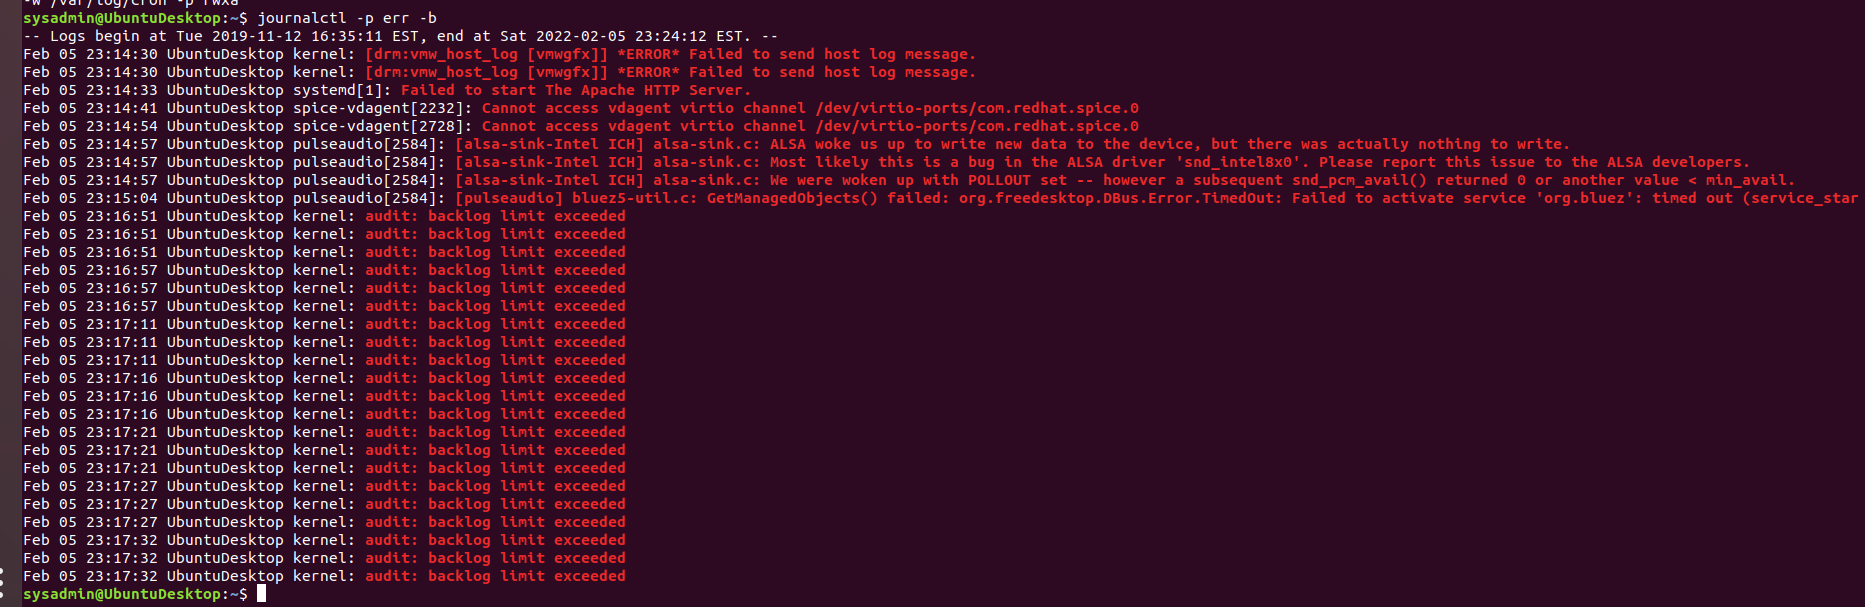 -w /var/log/cron -p rwxa
sysadmin@UbuntuDesktop:~$ journalctl -p err -b
-- Logs begin at Tue 2019-11-12 16:35:11 EST, end at Sat 2022-02-05 23:24:12 EST. --
Feb 05 23:14:30 UbuntuDesktop kernel: [drm:vmw_host_log [vmwgfx]] *ERROR* Failed to send host log message.
Feb 05 23:14:30 UbuntuDesktop kernel: [drm:vmw_host_log [vmwgfx]] *ERROR* Failed to send host log message.
Feb 05 23:14:33 UbuntuDesktop systemd[1]: Failed to start The Apache HTTP Server.
Feb 05 23:14:41 UbuntuDesktop spice-vdagent[2232]: Cannot access vdagent virtio channel /dev/virtio-ports/com.redhat.spice.0
Feb 05 23:14:54 UbuntuDesktop spice-vdagent[2728]: Cannot access vdagent virtio channel /dev/virtio-ports/com.redhat.spice.0
Feb 05 23:14:57 UbuntuDesktop pulseaudio[2584]: [alsa-sink-Intel ICH] alsa-sink.c: ALSA woke us up to write new data to the device, but there was actually nothing to write.
Feb 05 23:14:57 UbuntuDesktop pulseaudio[2584]: [alsa-sink-Intel ICH] alsa-sink.c: Most likely this is a bug in the ALSA driver 'snd_intel8x0'. Please report this issue to the ALSA developers.
Feb 05 23:14:57 UbuntuDesktop pulseaudio[2584]: [alsa-sink-Intel ICH] alsa-sink.c: We were woken up with POLLOUT set -- however a subsequent snd_pcm_avail() returned 0 or another value < min_avail.
Feb 05 23:15:04 UbuntuDesktop pulseaudio[2584]: [pulseaudio] bluez5-util.c: GetManagedObjects() failed: org.freedesktop.DBus.Error.TimedOut: Failed to activate service 'org.bluez': timed out (service_star
Feb 05 23:16:51 UbuntuDesktop kernel: audit: backlog limit exceeded
Feb 05 23:16:51 UbuntuDesktop kernel: audit: backlog limit exceeded
Feb 05 23:16:51 UbuntuDesktop kernel: audit: backlog limit exceeded
Feb 05 23:16:57 UbuntuDesktop kernel: audit: backlog limit exceeded
Feb 05 23:16:57 UbuntuDesktop kernel: audit: backlog limit exceeded
Feb 05 23:16:57 UbuntuDesktop kernel: audit: backlog limit exceeded
Feb 05 23:17:11 UbuntuDesktop kernel: audit: backlog limit exceeded
Feb 05 23:17:11 UbuntuDesktop kernel: audit: backlog limit exceeded
Feb 05 23:17:11 UbuntuDesktop kernel: audit: backlog limit exceeded
Feb 05 23:17:16 UbuntuDesktop kernel: audit: backlog limit exceeded
Feb 05 23:17:16 UbuntuDesktop kernel: audit: backlog limit exceeded
Feb 05 23:17:16 UbuntuDesktop kernel: audit: backlog limit exceeded
Feb 05 23:17:21 UbuntuDesktop kernel: audit: backlog limit exceeded
Feb 05 23:17:21 UbuntuDesktop kernel: audit: backlog limit exceeded
Feb 05 23:17:21 UbuntuDesktop kernel: audit: backlog limit exceeded
Feb 05 23:17:27 UbuntuDesktop kernel: audit: backlog limit exceeded
Feb 05 23:17:27 UbuntuDesktop kernel: audit: backlog limit exceeded
Feb 05 23:17:27 UbuntuDesktop kernel: audit: backlog limit exceeded
Feb 05 23:17:32 UbuntuDesktop kernel: audit: backlog limit exceeded
Feb 05 23:17:32 UbuntuDesktop kernel: audit: backlog limit exceeded
Feb 05 23:17:32 UbuntuDesktop kernel: audit: backlog limit exceeded
sysadmin@UbuntuDesktop:~$